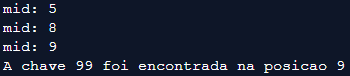 mid: 5
mid: 8
mid: 9
A chave 99 foi encontrada na posicao 9